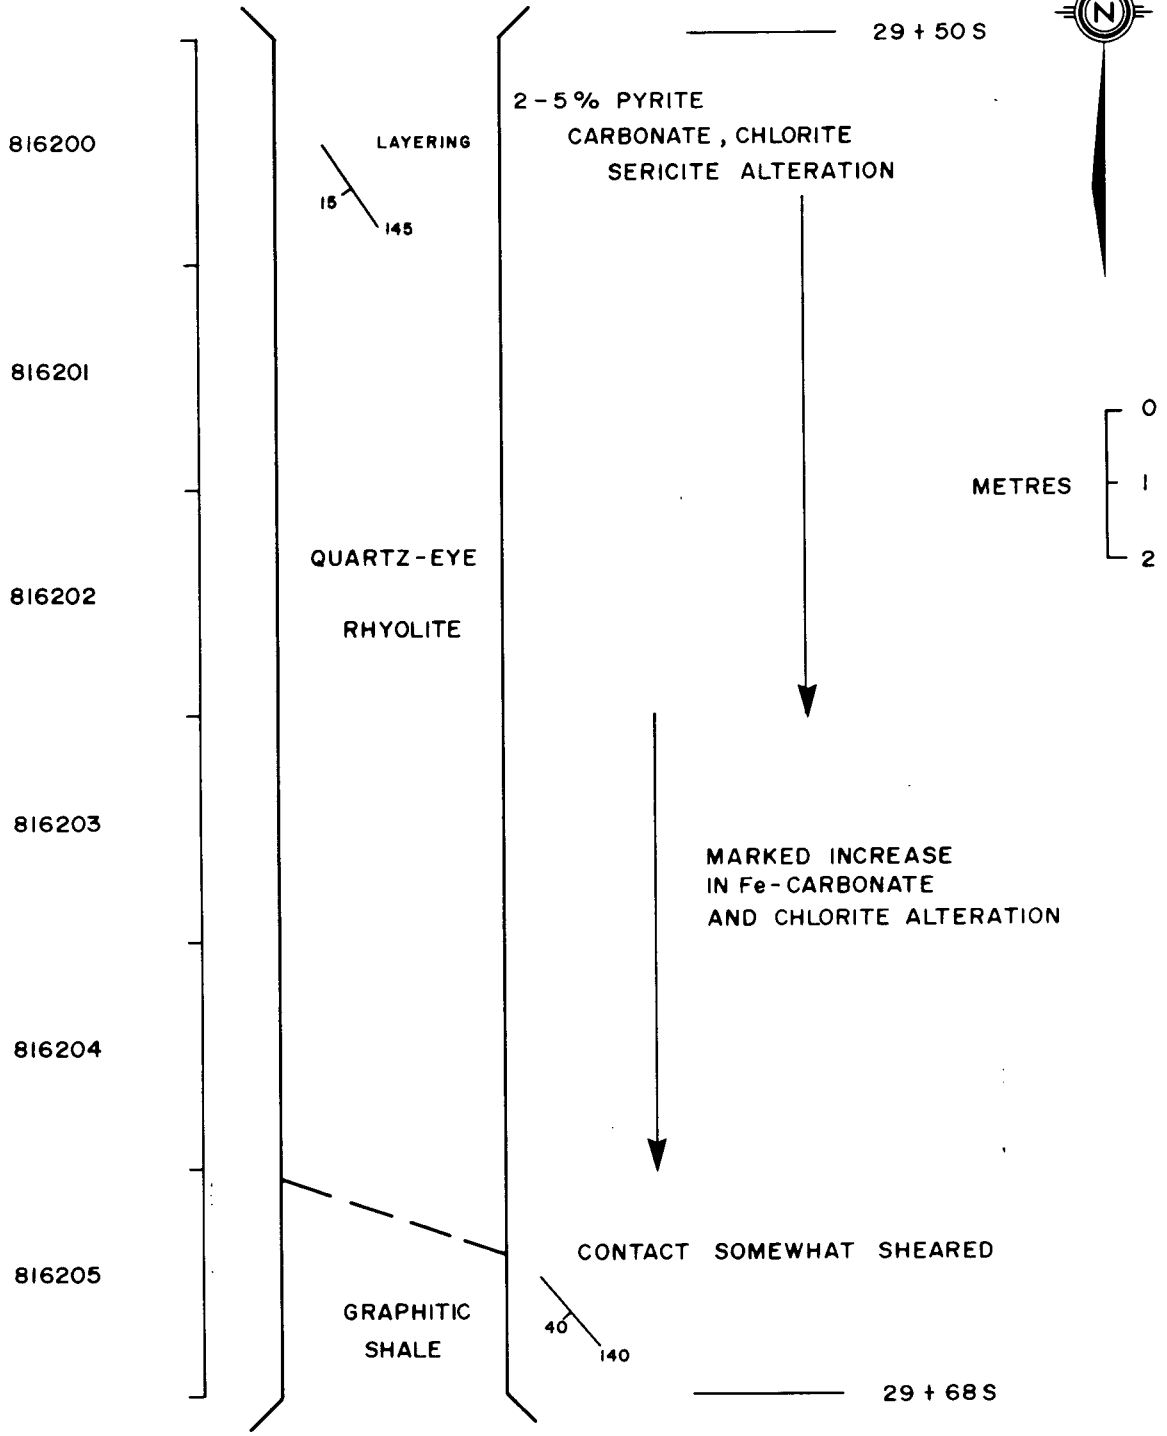 29 + 50 S
N
2-5% PYRITE
CARBONATE, CHLORITE
SERICITE ALTERATION
816200
LAYERING
15
145
816201
0
METRES
1
2
QUARTZ-EYE
RHYOLITE
816202
816203
MARKED INCREASE
IN Fe-CARBONATE
AND CHLORITE ALTERATION
816204
CONTACT SOMEWHAT SHEARED
816205
GRAPHITIC
SHALE
40
140
29 + 68 S